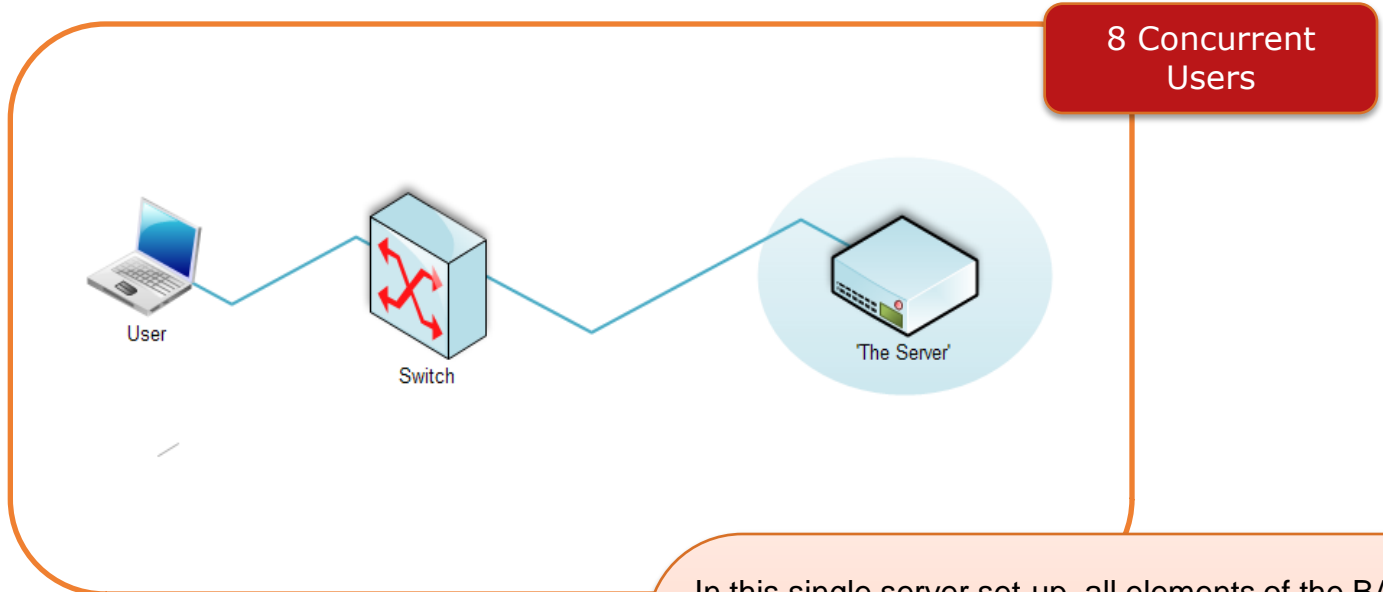 8 Concurrent
Users
User
Switch
'The Server'
In this single server set-up, all elements of the